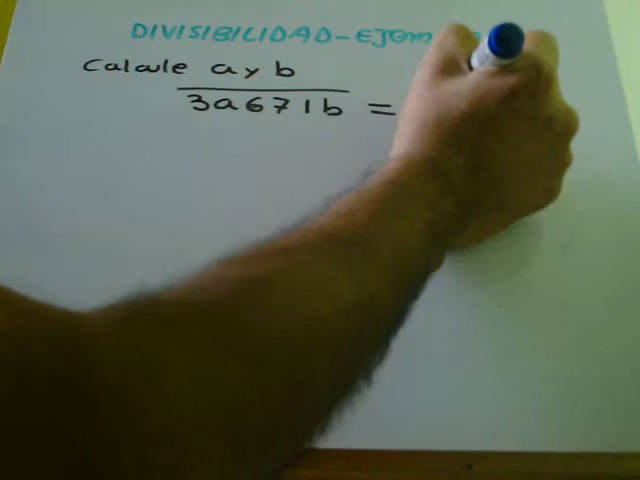 DIVISIBILIDAD-EJEM
Calcule a y b
3a671b =